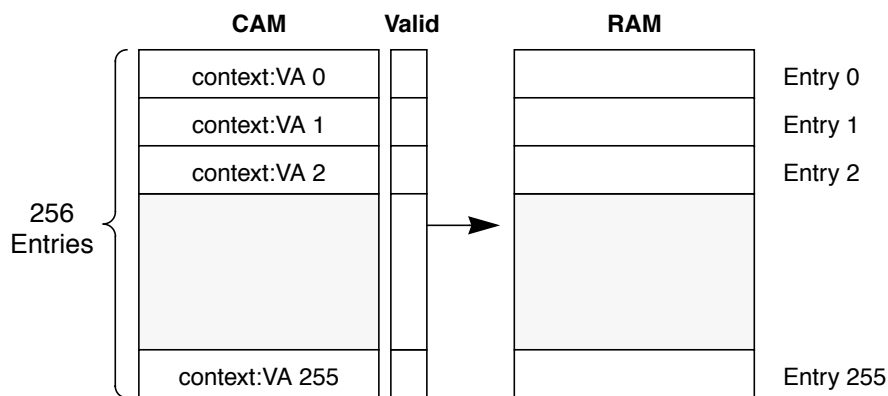 CAM Valid RAM
context:VA 0 Entry 0
context:VA 1 Entry 1
context:VA 2 Entry 2
256
Entries
context:VA 255 Entry 255